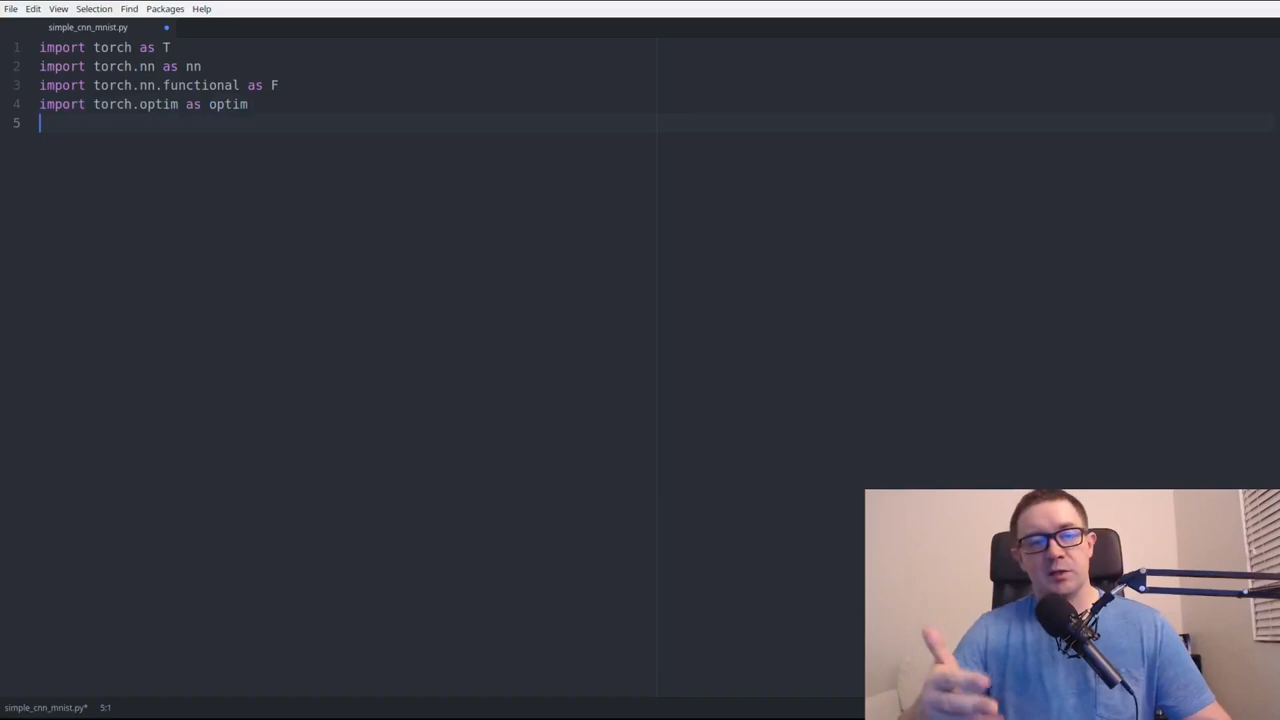 File Edit View Selection Find Packages Help
simple_cnn_mnist.py
1 import torch as T
2 import torch.nn as nn
3 import torch.nn.functional as F
4 import torch.optim as optim
5
simple_cnn_mnist.py* 5:1